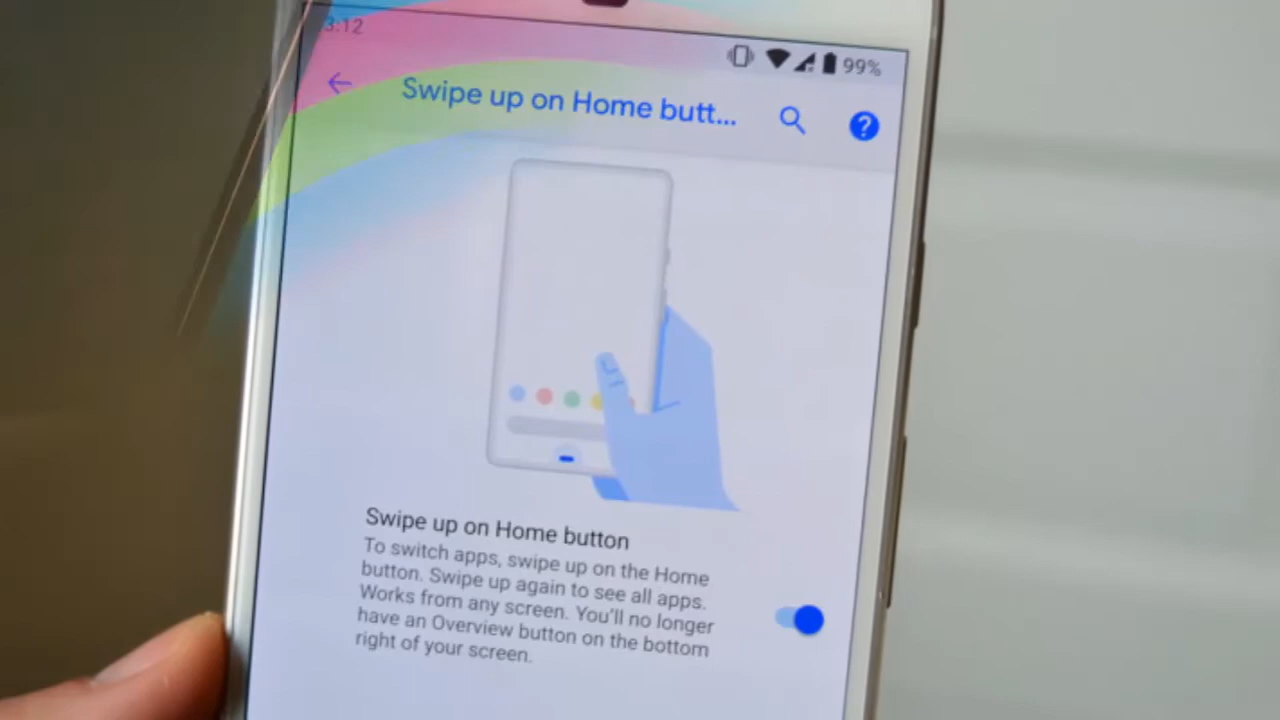 3:12
99%
Swipe up on Home butt...
Swipe up on Home button
To switch apps, swipe up on the Home
button. Swipe up again to see all apps.
Works from any screen. You'll no longer
have an Overview button on the bottom
right of your screen.